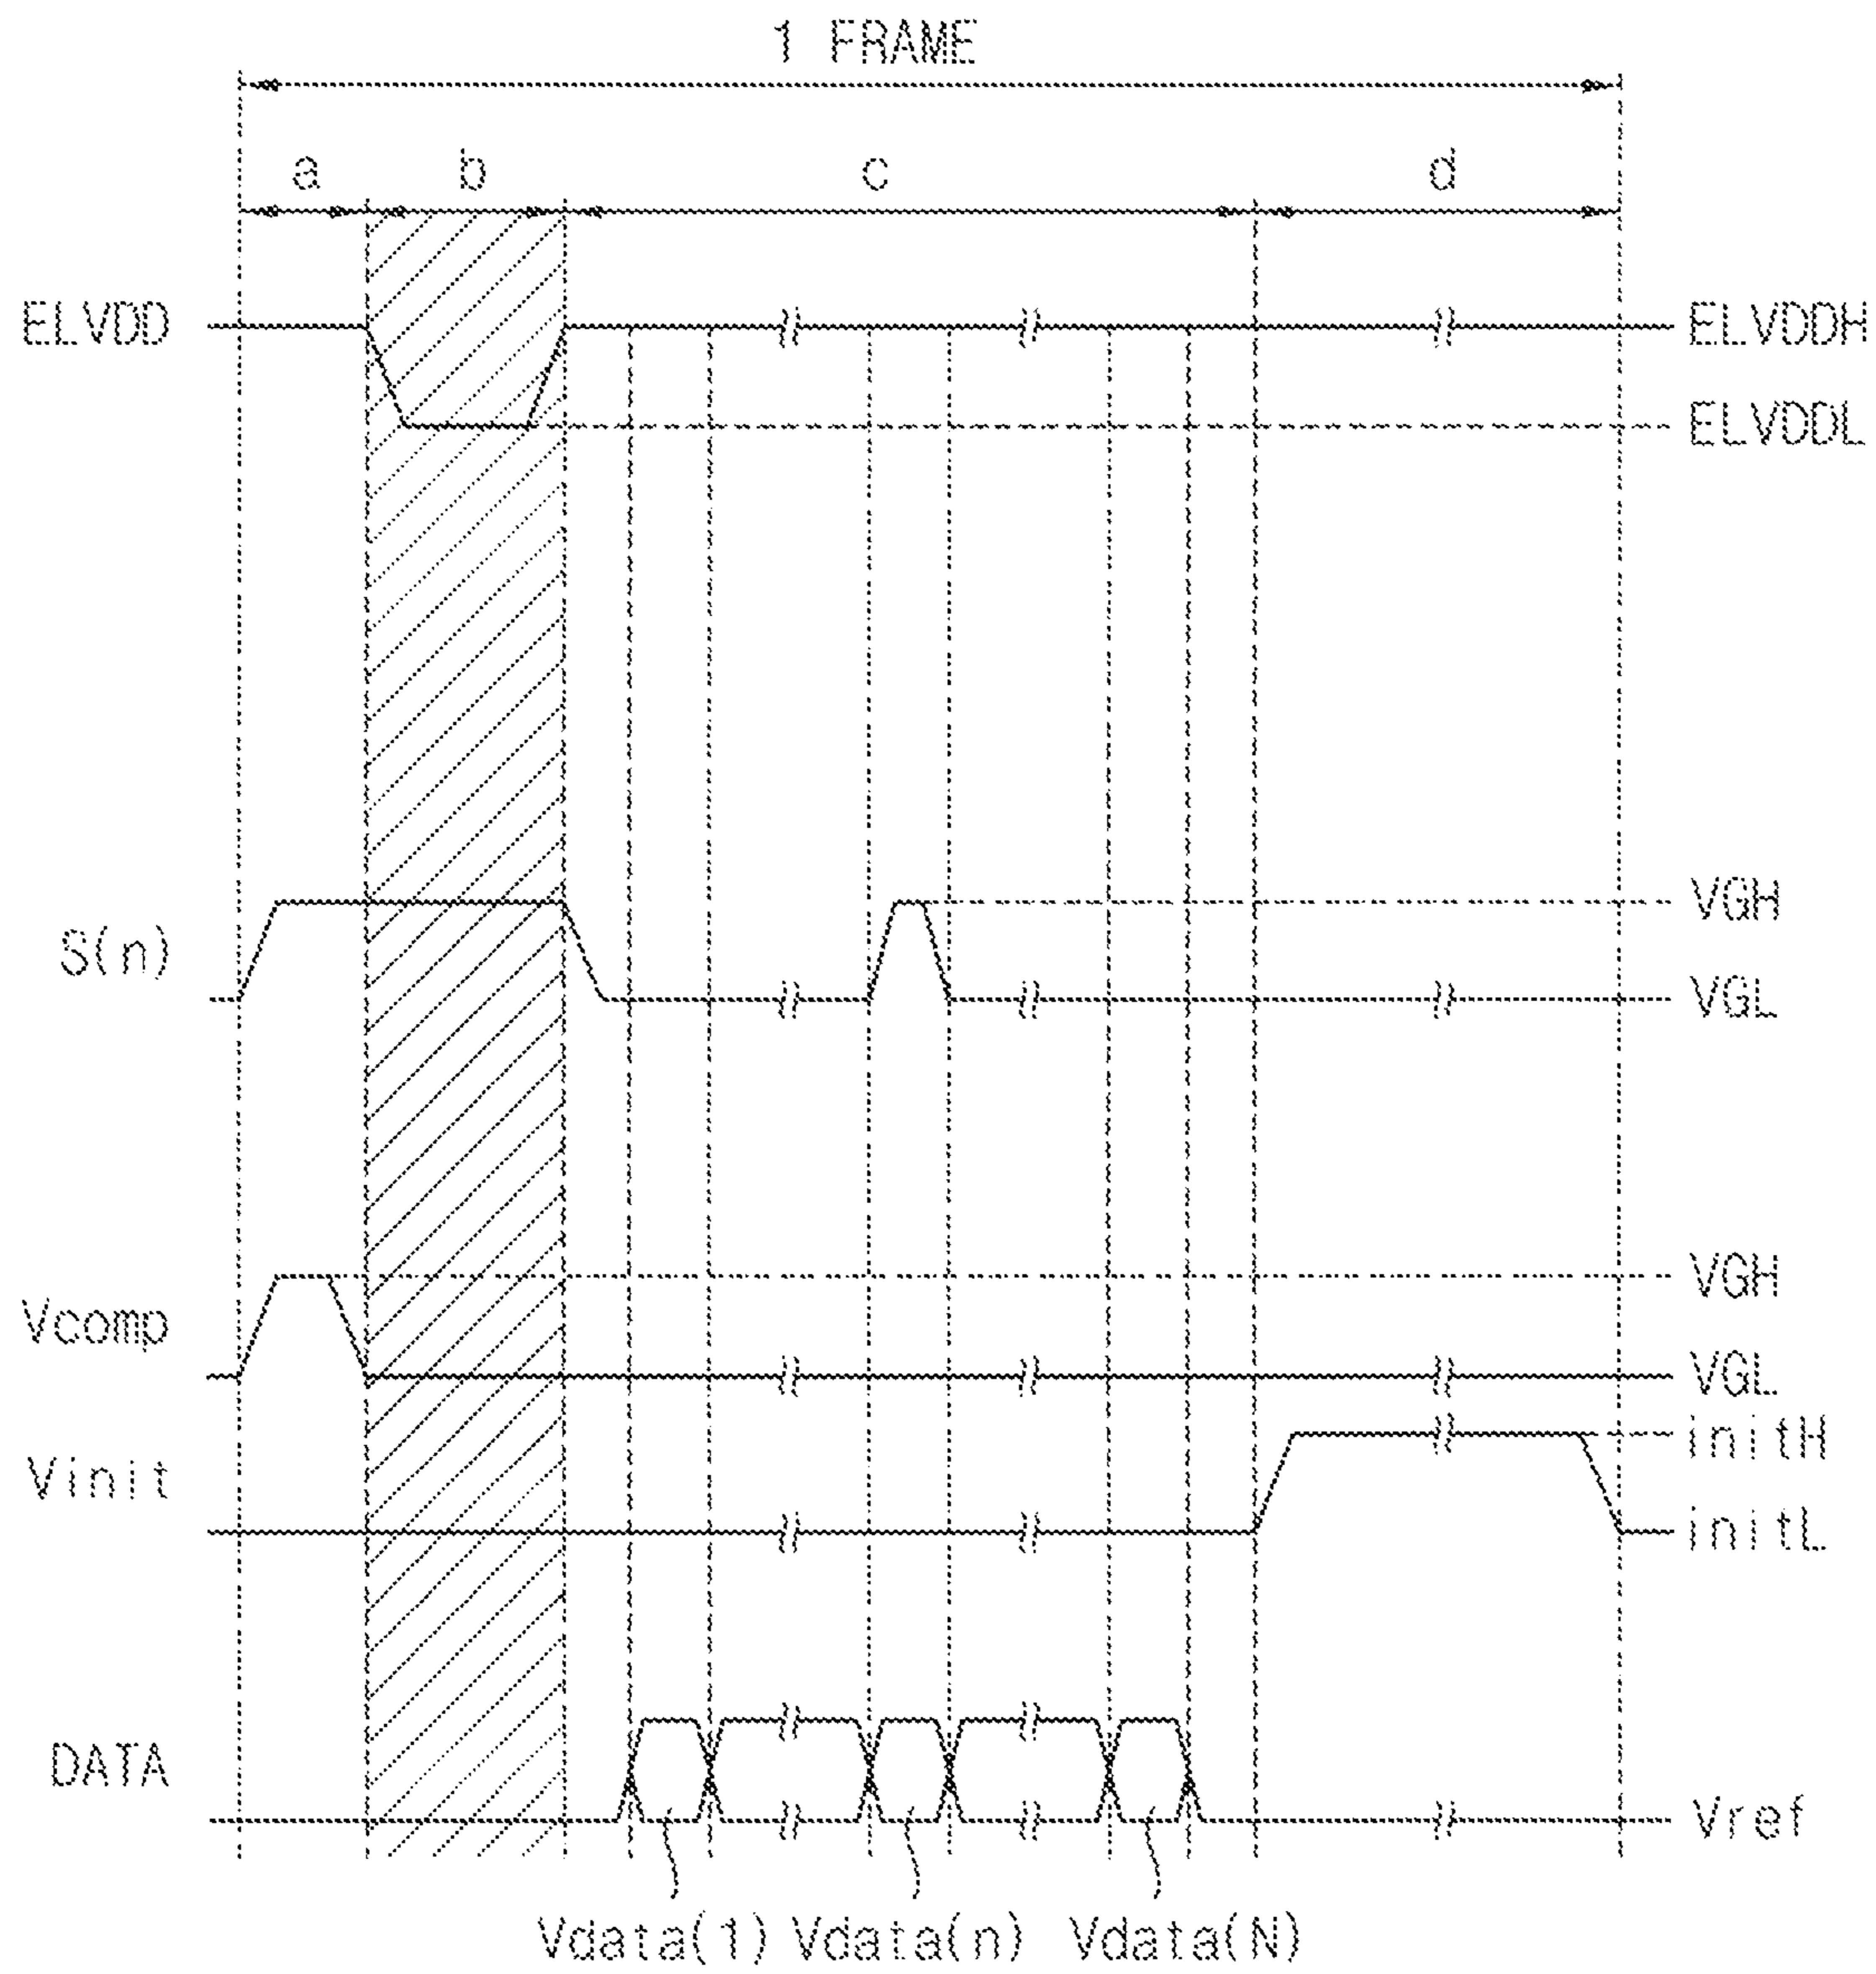 1 FRAME
a b c d
ELVDD ELVDDH
ELVDDL
VGH
S(n)
VGL
VGH
Vcomp
VGL
initH
Vinit
initL
DATA
Vref
Vdata(1) Vdata(n) Vdata(N)